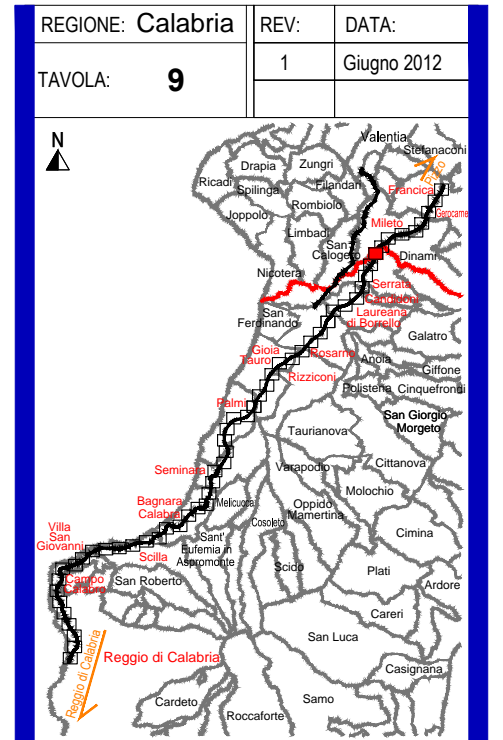 REGIONE: Calabria
REV:
DATA:
TAVOLA: 9
1
Giugno 2012
N
Valentia
Stefanaconi
Drapia
Zungri
Pizzo
Ricadi
Spilinga
Filandari
Francica
Joppolo
Rombiolo
Gerocarne
Limbadi
Mileto
San
Calogero
Dinami
Nicotera
Serrata
Candidoni
San
Ferdinando
Laureana
di Borrello
Galatro
Gioia
Tauro
Rosarno
Anoia
Giffone
Rizziconi
Polistena
Cinquefrondi
Palmi
San Giorgio
Morgeto
Taurianova
Seminara
Varapodio
Cittanova
Molochio
Bagnara
Calabra
Melicucca
Oppido
Mamertina
Cosoleto
Villa
San
Giovanni
Sant'
Eufemia in
Aspromonte
Cimina
Scilla
Scido
Plati
Campo
Calabro
San Roberto
Ardore
Careri
San Luca
Reggio di Calabria
Reggio di Calabria
Casignana
Cardeto
Samo
Roccaforte